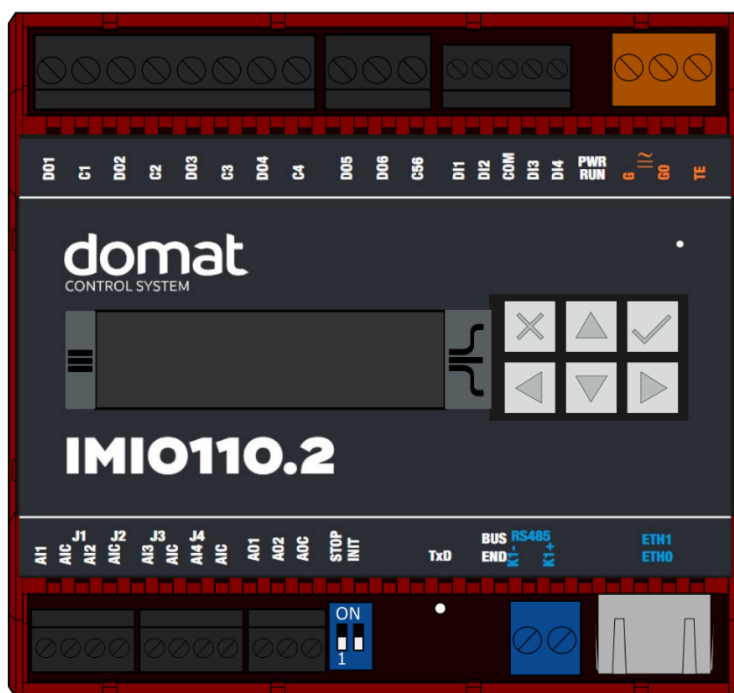 DO1 C1 DO2 C2 DO3 C3 DO4 C4 DO5 DO6 C56 DI1 DI2 COM DI3 DI4 PWR RUN G ≃ G0 TE
domat
CONTROL SYSTEM
IMIO110.2
AI1 AIC J1 AI2 AIC J2 AI3 J3 AIC AI4 J4 AIC AO1 AO2 AOC STOP INIT TxD BUS END RS485 K1- K1+ ETH1 ETH0
ON
1